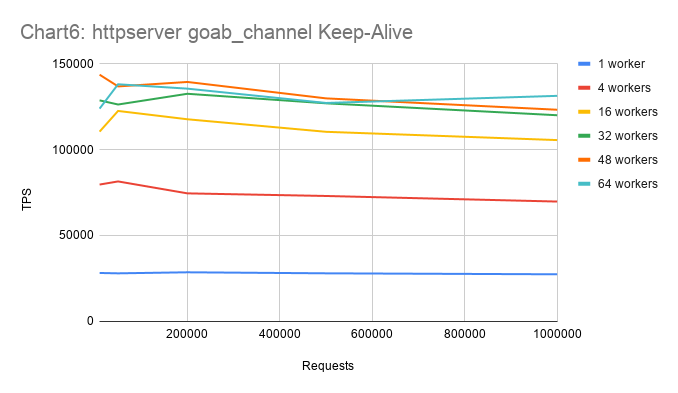 Chart6: httpserver goab_channel Keep-Alive
150000
100000
50000
0
TPS
200000 400000 600000 800000 1000000
Requests
1 worker
4 workers
16 workers
32 workers
48 workers
64 workers